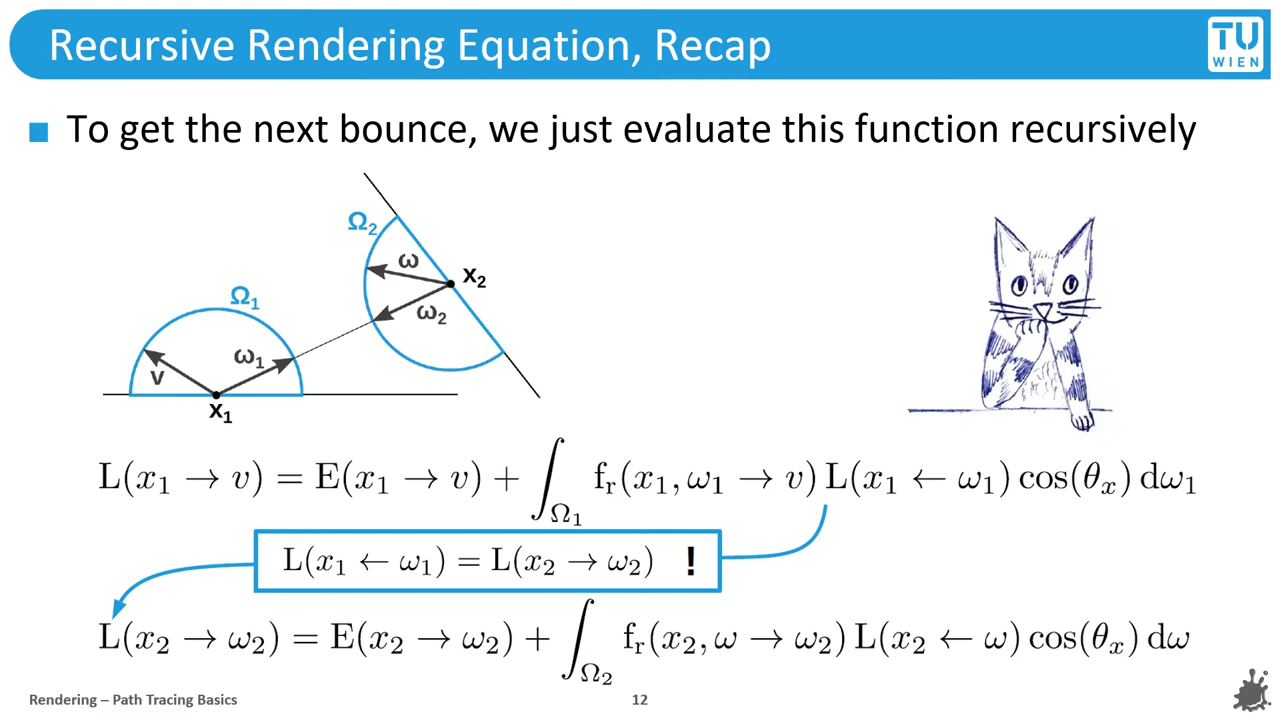 Recursive Rendering Equation, Recap
TU
WIEN
To get the next bounce, we just evaluate this function recursively
Ω₂
ω
x₂
ω₂
Ω₁
ω₁
v
x₁
L(x₁ → v) = E(x₁ → v) + ∫_Ω₁ fᵣ(x₁, ω₁ → v) L(x₁ ← ω₁) cos(θₓ) dω₁
L(x₁ ← ω₁) = L(x₂ → ω₂) !
L(x₂ → ω₂) = E(x₂ → ω₂) + ∫_Ω₂ fᵣ(x₂, ω → ω₂) L(x₂ ← ω) cos(θₓ) dω
Rendering – Path Tracing Basics
12